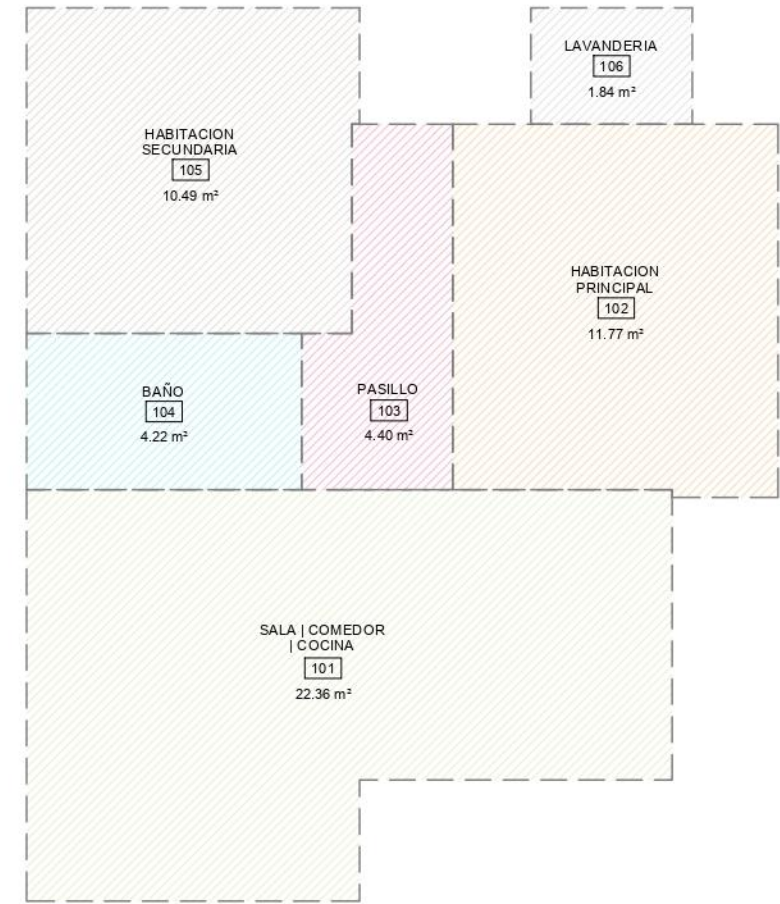 LAVANDERIA
106
1.84 m²
HABITACION
SECUNDARIA
105
10.49 m²
HABITACION
PRINCIPAL
102
11.77 m²
BAÑO
104
4.22 m²
PASILLO
103
4.40 m²
SALA | COMEDOR
| COCINA
101
22.36 m²